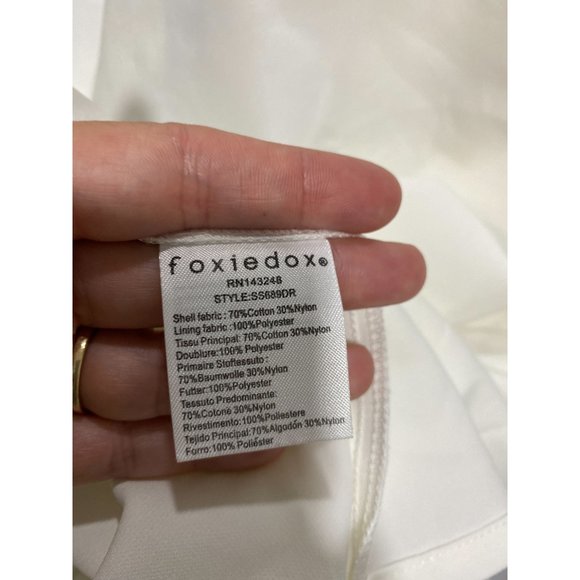 foxiedox®
RN143248
STYLE:SS689DR
Shell fabric : 70%Cotton 30%Nylon
Lining fabric :100%Polyester
Tissu Principal: 70%Coton 30%Nylon
Doublure:100% Polyester
Primaire Stoffetasuto:
70%Baumwolle 30%Nylon
Futter:100%Polyester
Tessuto Predominante:
70%Cotone 30%Nylon
Rivestimento:100%Poliestere
Tejido Principal:70%Algodón 30%Nylon
Forro:100% Poliéster